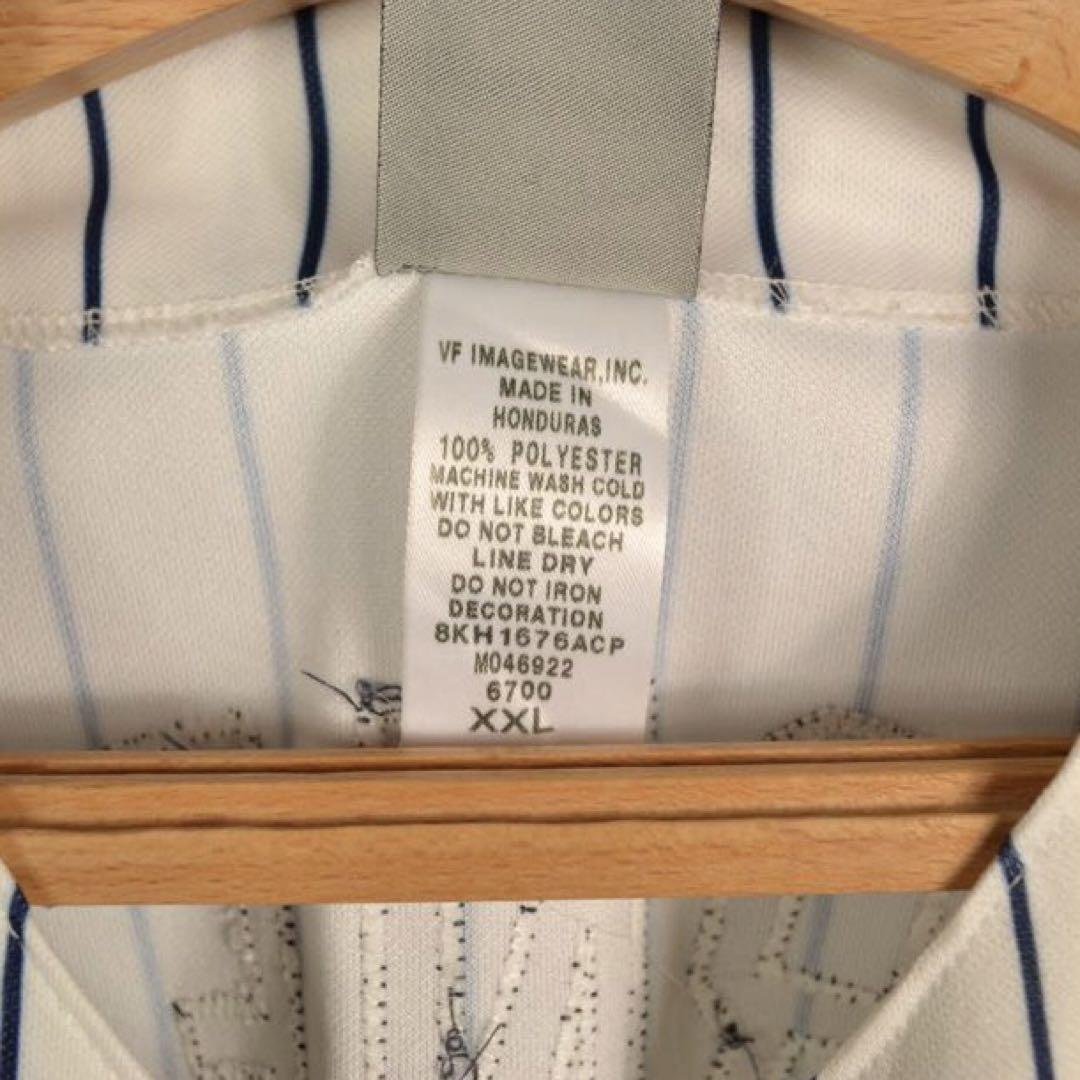 VF IMAGEWEAR,INC.
MADE IN
HONDURAS
100% POLYESTER
MACHINE WASH COLD
WITH LIKE COLORS
DO NOT BLEACH
LINE DRY
DO NOT IRON
DECORATION
8KH1676ACP
M046922
6700
XXL